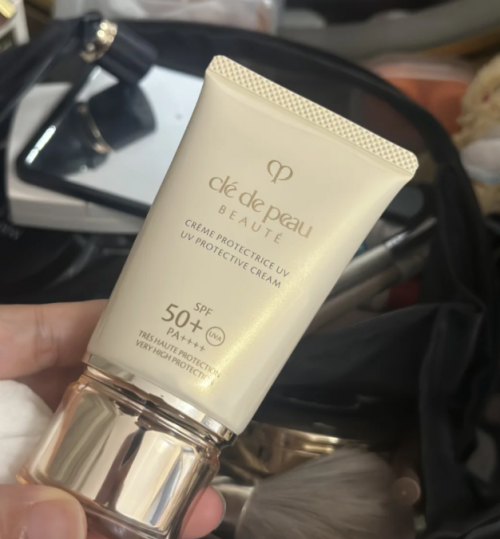 clé de peau
BEAUTÉ
CRÈME PROTECTRICE UV
UV PROTECTIVE CREAM
SPF
50+ UVA
PA++++
TRÈS HAUTE PROTECTION
VERY HIGH PROTECTION